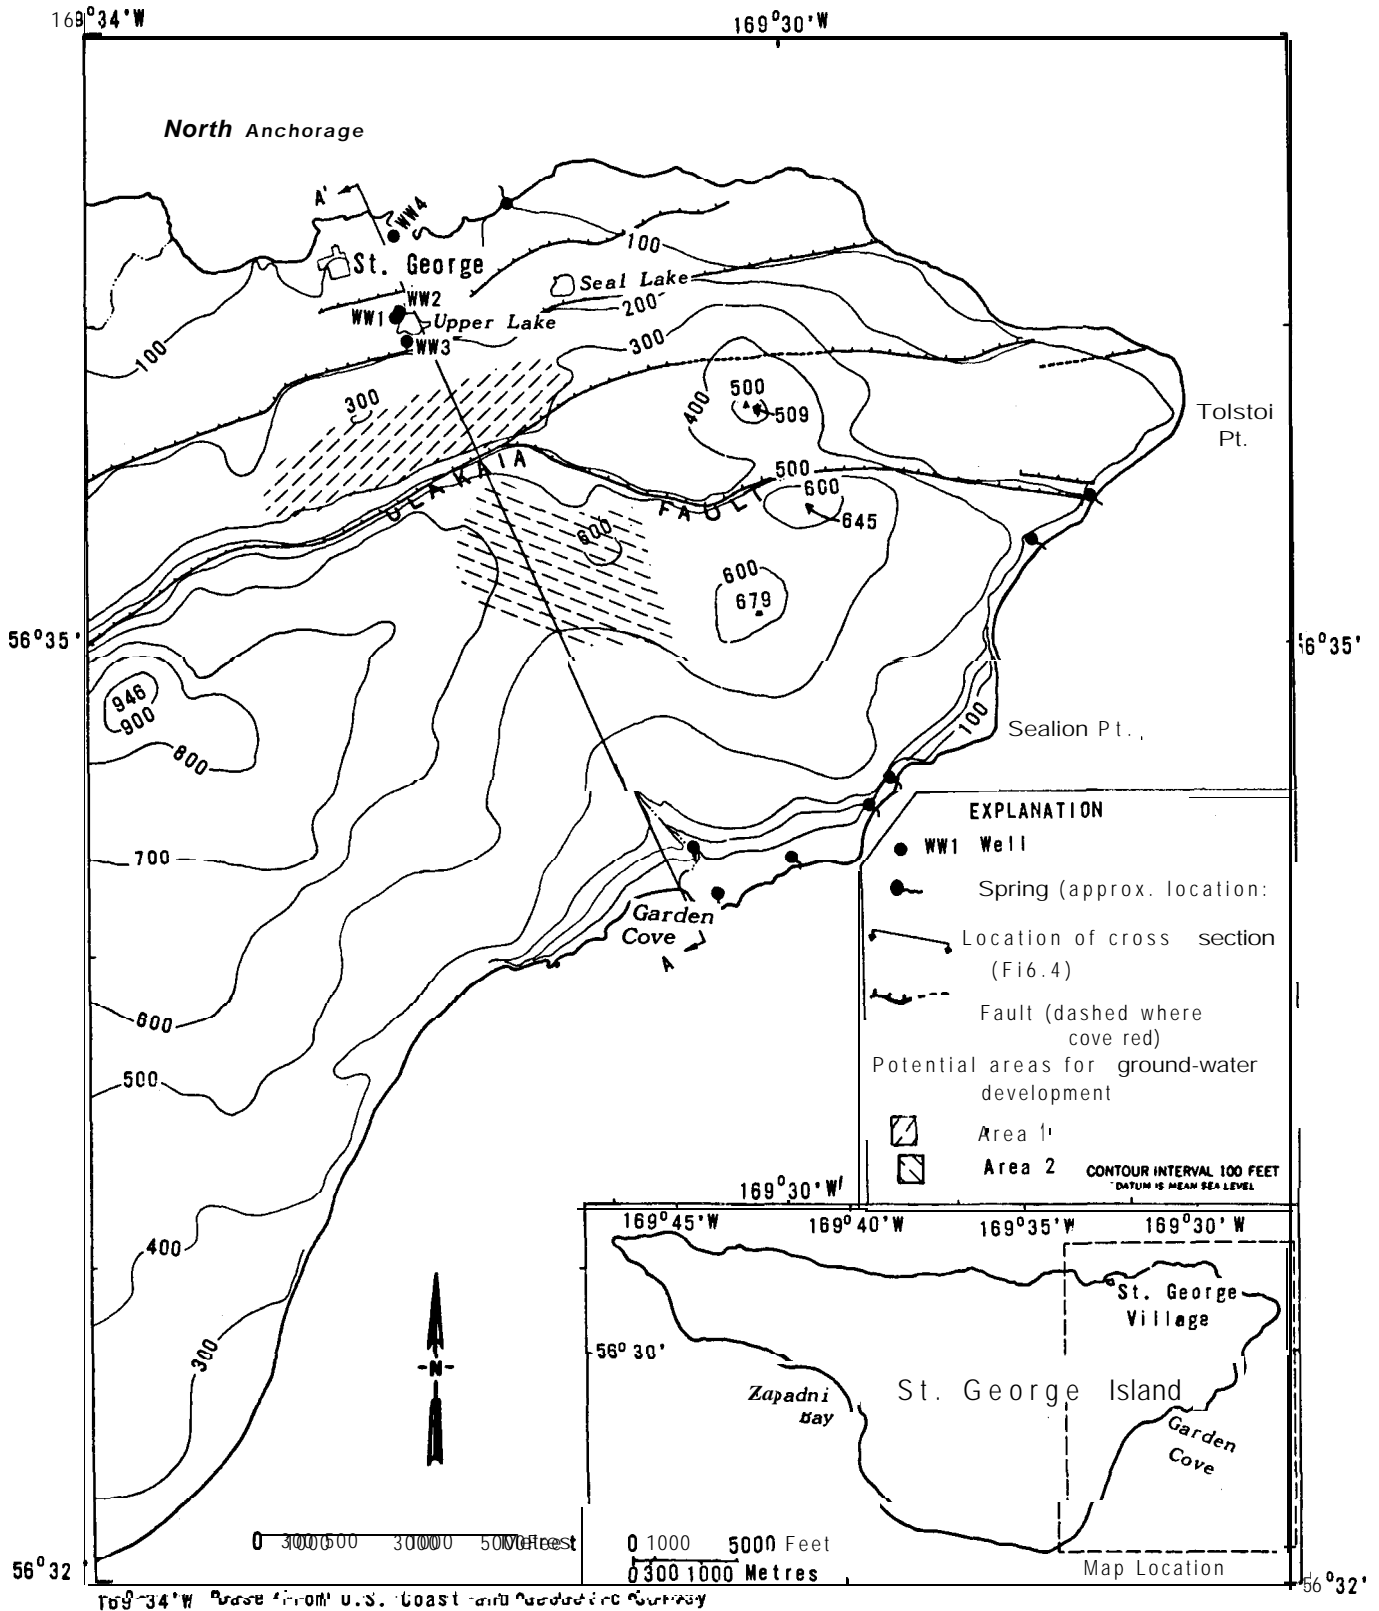 169°34'W
169°30'W
North Anchorage
A'
WW4
100
St. George
Seal Lake
WW2
200
WW1
Upper Lake
300
WW3
100
300
500
400
509
Tolstoi
Pt.
ULAKAIA
500
600
FAULT
645
600
600
679
56°35'
56°35'
946
900
100
Sealion Pt.
800
EXPLANATION
WW1 Well
700
Spring (approx. location:
Garden
Cove
A
Location of cross section
(Fi6.4)
600
Fault (dashed where
cove red)
Potential areas for ground-water
development
500
Area 1
Area 2
CONTOUR INTERVAL 100 FEET
DATUM IS MEAN SEA LEVEL
169°30'W
169°45'W
169°40'W
169°35'W
169°30'W
400
St. George
Village
300
N
56°30'
Zapadni
Bay
St. George Island
Garden
Cove
0 1000 5000 Feet
0 300 1000 Metres
Map Location
56°32
56°32'
169°34'W Base from U.S. Coast and Geodetic Survey